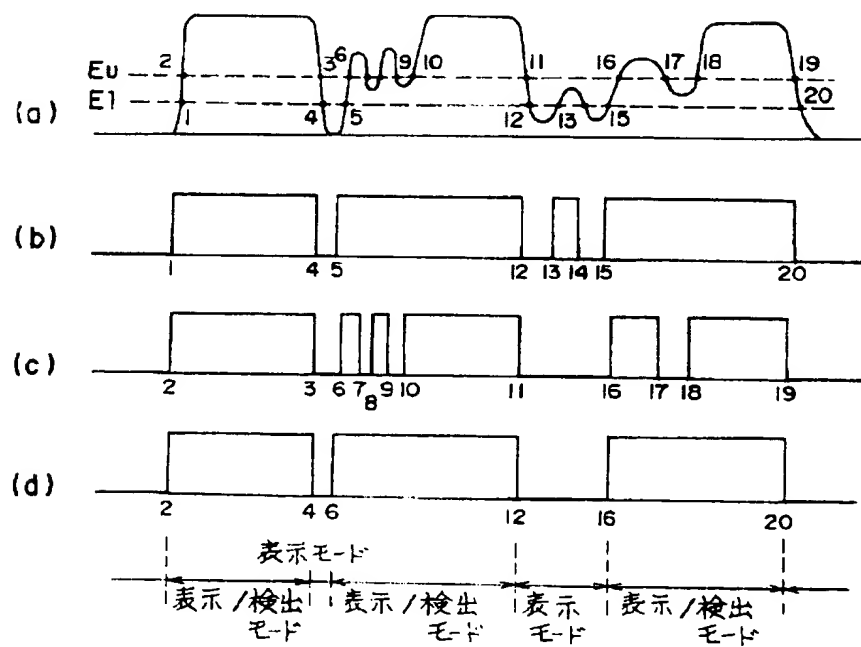 2 3 6 9 10 11 16 17 18 19
Eu
El
(a) 1 4 5 12 13 15 20
(b)
1 4 5 12 13 14 15 20
(c)
2 3 6 7 8 9 10 11 16 17 18 19
(d)
2 4 6 12 16 20
表示モード
表示/検出 表示/検出 表示 表示/検出
モード モード モード モード